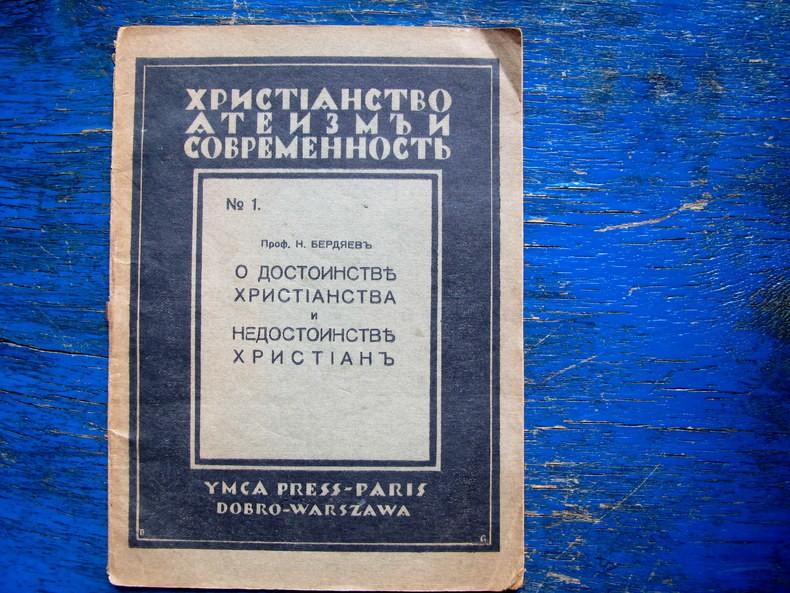 ХРИСТІАНСТВО
АТЕИЗМЪ И
СОВРЕМЕННОСТЬ
№ 1.
Проф. Н. БЕРДЯЕВЪ
О ДОСТОИНСТВѢ
ХРИСТІАНСТВА
и
НЕДОСТОИНСТВѢ
ХРИСТІАНЪ
YMCA PRESS-PARIS
DOBRO-WARSZAWA
B G